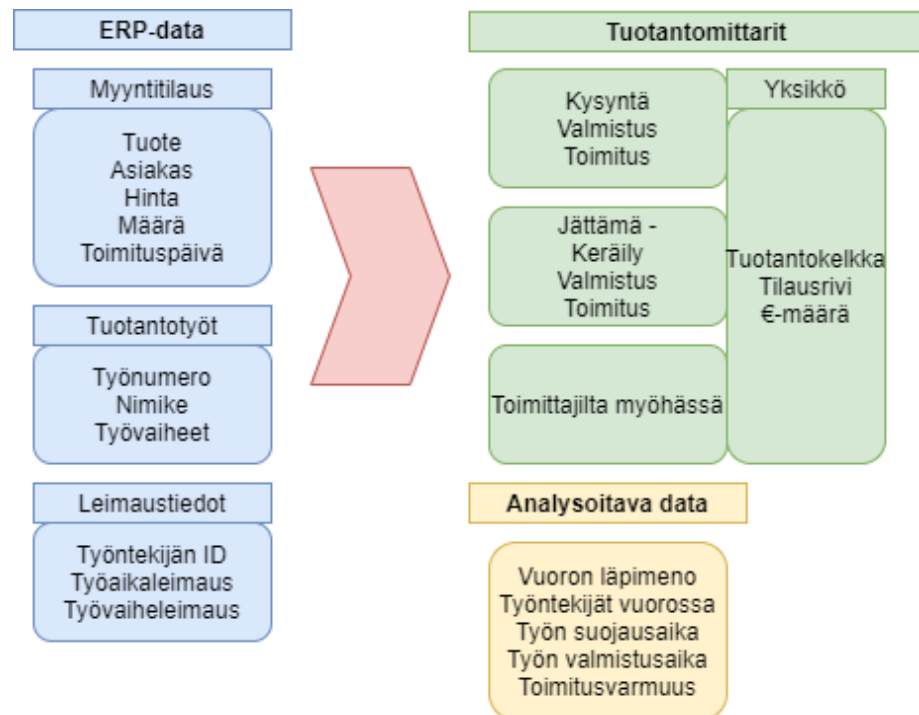 ERP-data
Myyntitilaus
Tuote
Asiakas
Hinta
Määrä
Toimituspäivä
Tuotantotyöt
Työnumero
Nimike
Työvaiheet
Leimaustiedot
Työntekijän ID
Työaikaleimaus
Työvaiheleimaus
Tuotantomittarit
Kysyntä
Valmistus
Toimitus
Jättämä -
Keräily
Valmistus
Toimitus
Toimittajilta myöhässä
Yksikkö
Tuotantokelkka
Tilausrivi
€-määrä
Analysoitava data
Vuoron läpimeno
Työntekijät vuorossa
Työn suojausaika
Työn valmistusaika
Toimitusvarmuus